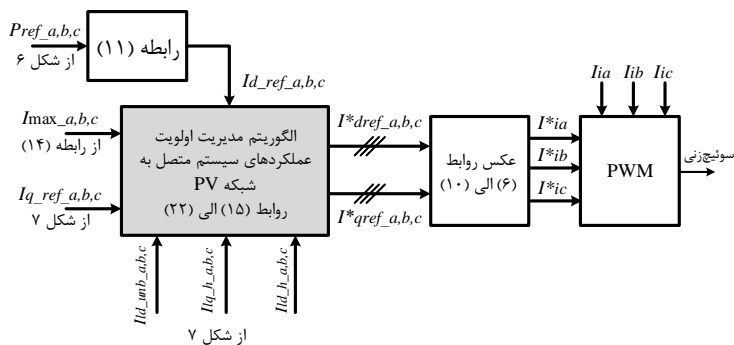 Pref_a,b,c
از شکل ۶
رابطه (۱۱)
Id_ref_a,b,c
Imax_a,b,c
از رابطه (۱۴)
Iq_ref_a,b,c
از شکل ۷
الگوریتم مدیریت اولویت
عملکردهای سیستم متصل به
شبکه PV
روابط (۱۵) الی (۲۲)
Ild_unb_a,b,c
Ilq_h_a,b,c
Ild_h_a,b,c
از شکل ۷
I*dref_a,b,c
I*qref_a,b,c
عکس روابط
(۶) الی (۱۰)
I*ia
I*ib
I*ic
Iia
Iib
Iic
PWM
سوئیچ‌زنی